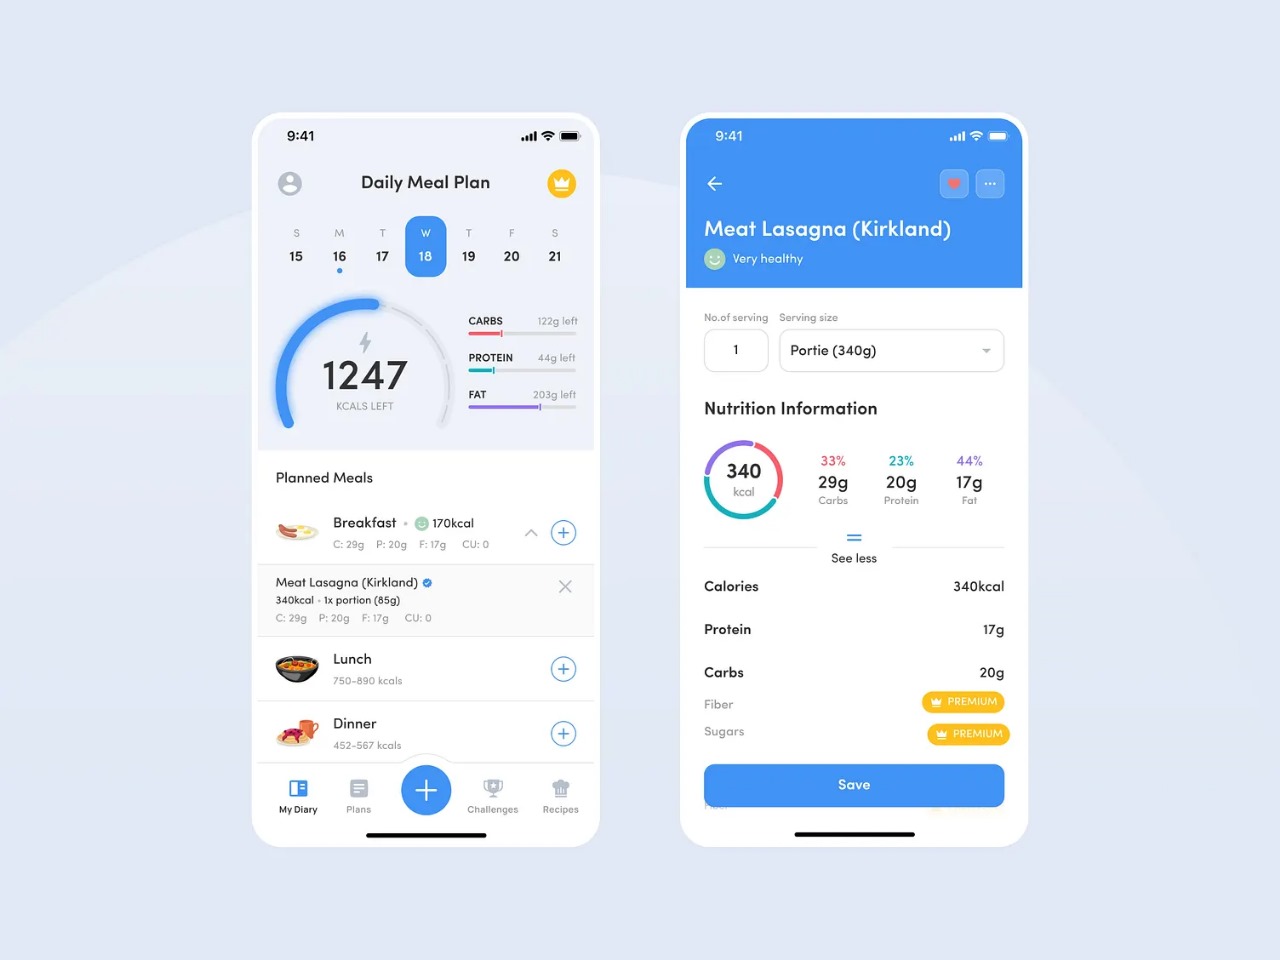 9:41
Daily Meal Plan
S M T W T F S
15 16 17 18 19 20 21
1247
KCALS LEFT
CARBS 122g left
PROTEIN 44g left
FAT 203g left
Planned Meals
Breakfast • 170kcal
C: 29g P: 20g F: 17g CU: 0
Meat Lasagna (Kirkland)
340kcal • 1x portion (85g)
C: 29g P: 20g F: 17g CU: 0
Lunch
750-890 kcals
Dinner
452-567 kcals
My Diary Plans Challenges Recipes
9:41
Meat Lasagna (Kirkland)
Very healthy
No.of serving Serving size
1 Portie (340g)
Nutrition Information
340
kcal
33% 23% 44%
29g 20g 17g
Carbs Protein Fat
See less
Calories 340kcal
Protein 17g
Carbs 20g
Fiber PREMIUM
Sugars PREMIUM
Save